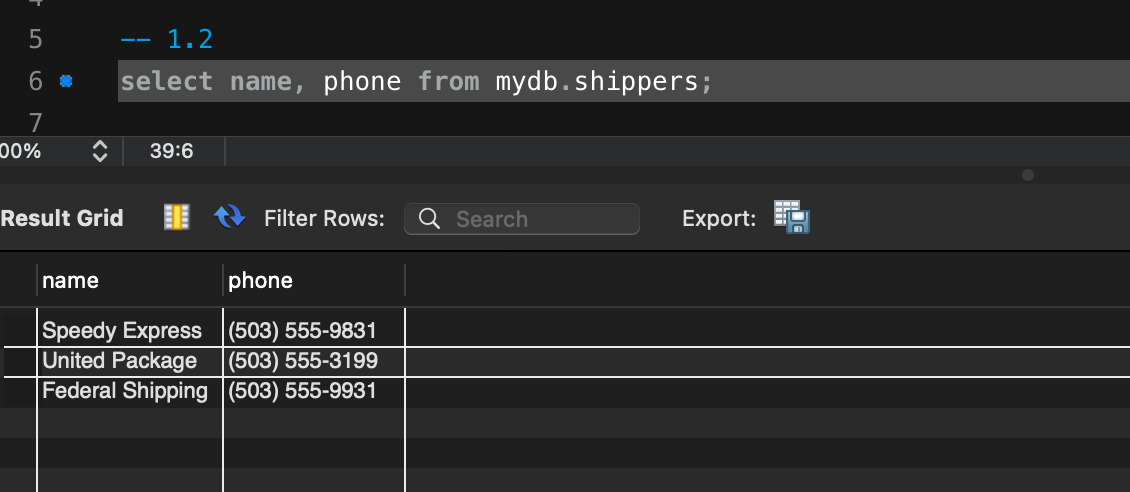 5 -- 1.2
6 select name, phone from mydb.shippers;
7
00% 39:6
Result Grid Filter Rows: Search Export:
name phone
Speedy Express (503) 555-9831
United Package (503) 555-3199
Federal Shipping (503) 555-9931